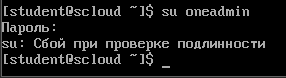 [student@scloud ~]$ su oneadmin
Пароль:
su: Сбой при проверке подлинности
[student@scloud ~]$ _